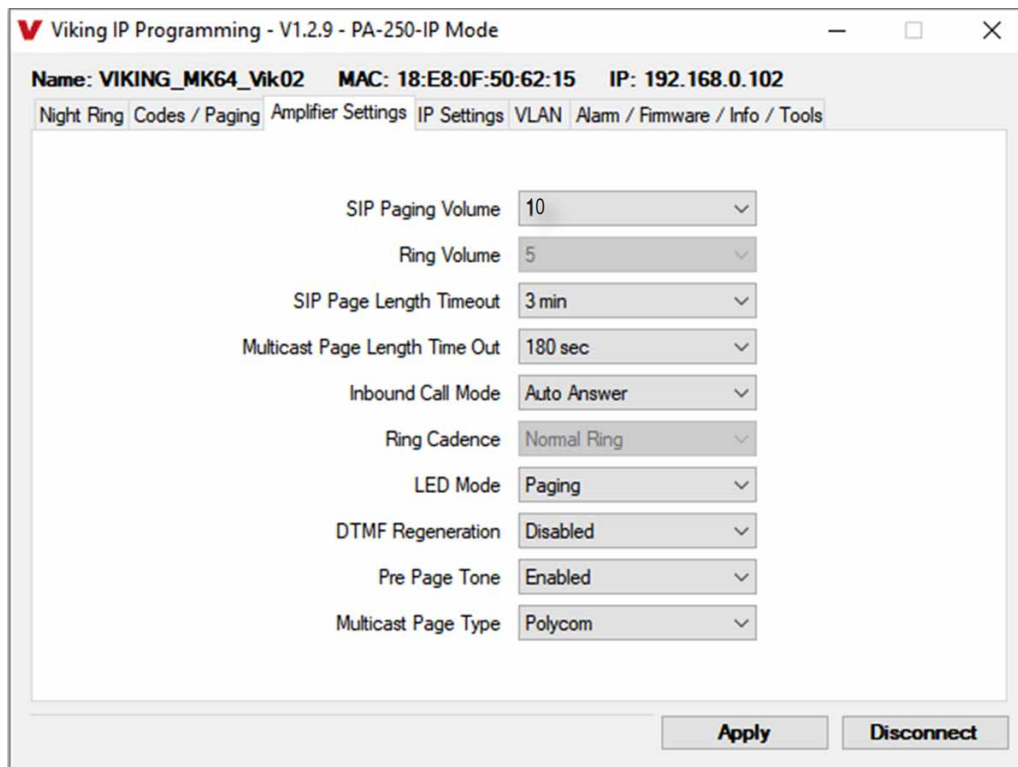 Viking IP Programming - V1.2.9 - PA-250-IP Mode
Name: VIKING_MK64_Vik02 MAC: 18:E8:0F:50:62:15 IP: 192.168.0.102
Night Ring Codes / Paging Amplifier Settings IP Settings VLAN Alarm / Firmware / Info / Tools
SIP Paging Volume 10
Ring Volume 5
SIP Page Length Timeout 3 min
Multicast Page Length Time Out 180 sec
Inbound Call Mode Auto Answer
Ring Cadence Normal Ring
LED Mode Paging
DTMF Regeneration Disabled
Pre Page Tone Enabled
Multicast Page Type Polycom
Apply Disconnect